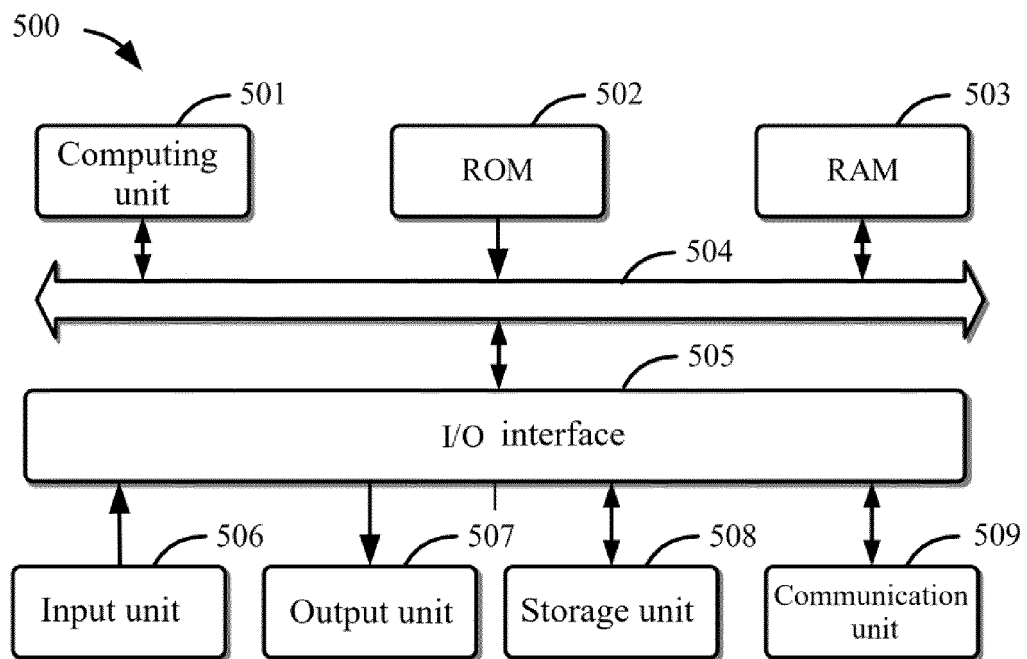 500
501
502
503
Computing
unit
ROM
RAM
504
505
I/O interface
506
507
508
509
Input unit
Output unit
Storage unit
Communication
unit